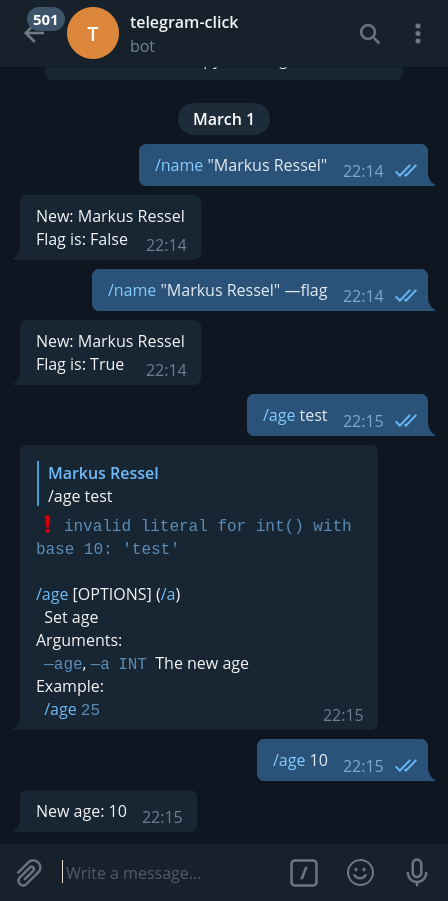 501
T
telegram-click
bot
March 1
/name "Markus Ressel" 22:14
New: Markus Ressel
Flag is: False 22:14
/name "Markus Ressel" —flag 22:14
New: Markus Ressel
Flag is: True 22:14
/age test 22:15
Markus Ressel
/age test
❗ invalid literal for int() with
base 10: 'test'
/age [OPTIONS] (/a)
Set age
Arguments:
—age, —a INT The new age
Example:
/age 25
22:15
/age 10 22:15
New age: 10 22:15
Write a message...